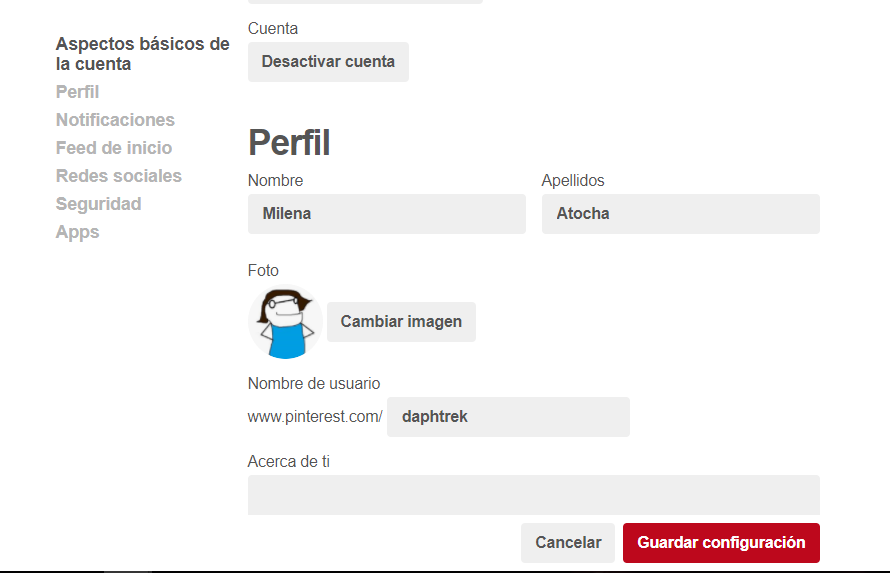 Aspectos básicos de
la cuenta
Perfil
Notificaciones
Feed de inicio
Redes sociales
Seguridad
Apps
Cuenta
Desactivar cuenta
Perfil
Nombre
Apellidos
Milena
Atocha
Foto
Cambiar imagen
Nombre de usuario
www.pinterest.com/ daphtrek
Acerca de ti
Cancelar
Guardar configuración